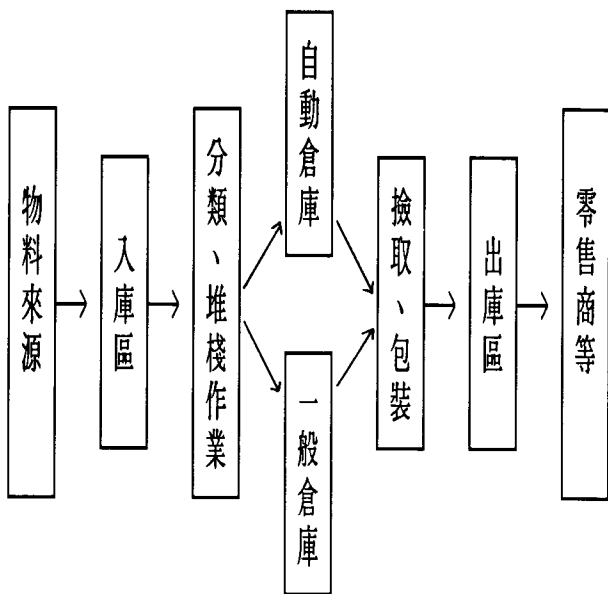 物料來源
入庫區
分類、堆棧作業
自動倉庫
一般倉庫
撿取、包裝
出庫區
零售商等